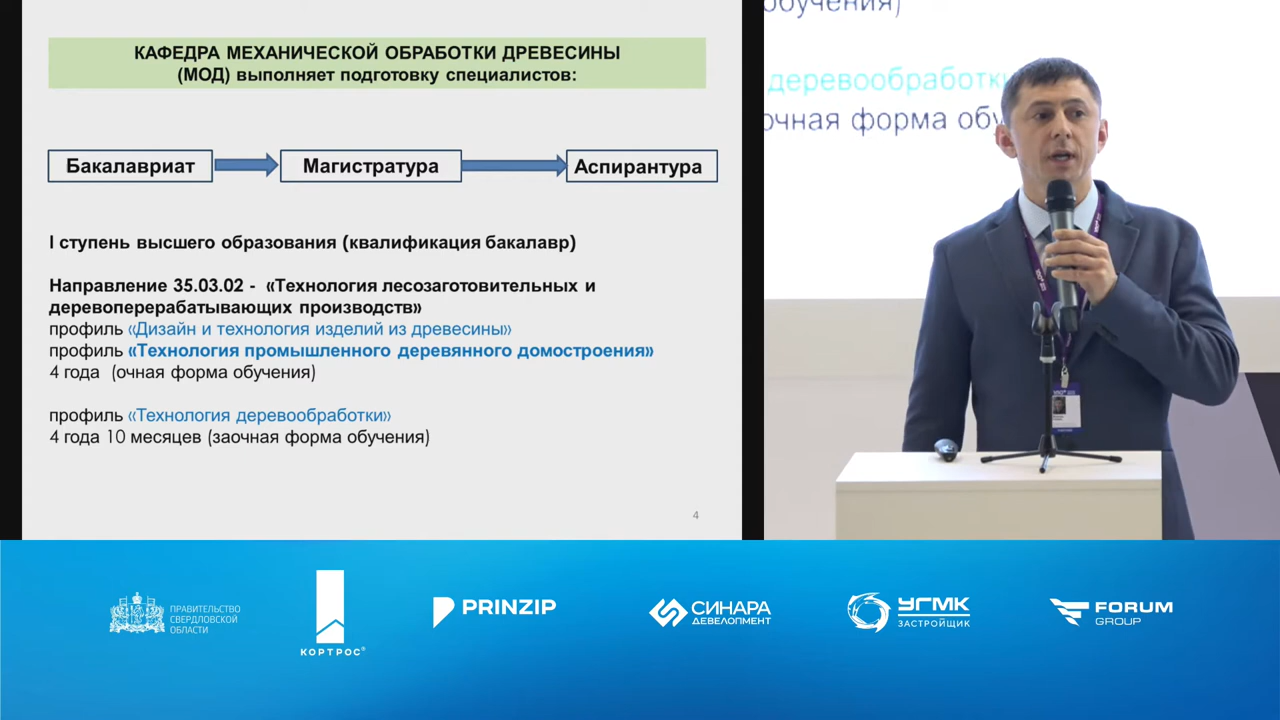 КАФЕДРА МЕХАНИЧЕСКОЙ ОБРАБОТКИ ДРЕВЕСИНЫ
(МОД) выполняет подготовку специалистов:
Бакалавриат
Магистратура
Аспирантура
I ступень высшего образования (квалификация бакалавр)
Направление 35.03.02 - «Технология лесозаготовительных и
деревоперерабатывающих производств»
профиль «Дизайн и технология изделий из древесины»
профиль «Технология промышленного деревянного домостроения»
4 года (очная форма обучения)
профиль «Технология деревообработки»
4 года 10 месяцев (заочная форма обучения)
4
обучения)
деревообработки
очная форма
ПРАВИТЕЛЬСТВО
СВЕРДЛОВСКОЙ
ОБЛАСТИ
КОРТРОС®
PRINZIP
СИНАРА
ДЕВЕЛОПМЕНТ
УГМК
ЗАСТРОЙЩИК
FORUM
GROUP